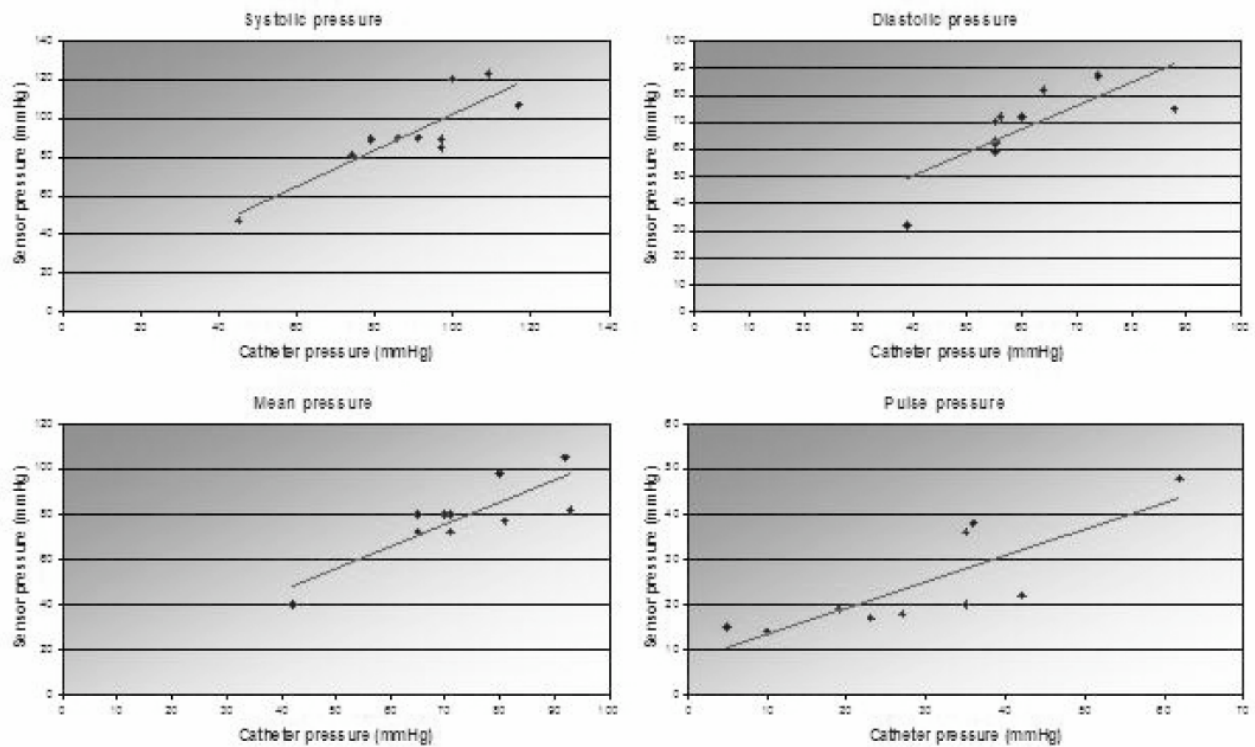 Systolic pressure
140
120
100
80
60
40
20
0
Sensor pressure (mmHg)
0 20 40 60 80 100 120 140
Catheter pressure (mmHg)
Diastolic pressure
100
90
80
70
60
50
40
30
20
10
0
Sensor pressure (mmHg)
0 10 20 30 40 50 60 70 80 90 100
Catheter pressure (mmHg)
Mean pressure
120
100
80
60
40
20
0
Sensor pressure (mmHg)
0 10 20 30 40 50 60 70 80 90 100
Catheter pressure (mmHg)
Pulse pressure
60
50
40
30
20
10
0
Sensor pressure (mmHg)
0 10 20 30 40 50 60 70
Catheter pressure (mmHg)